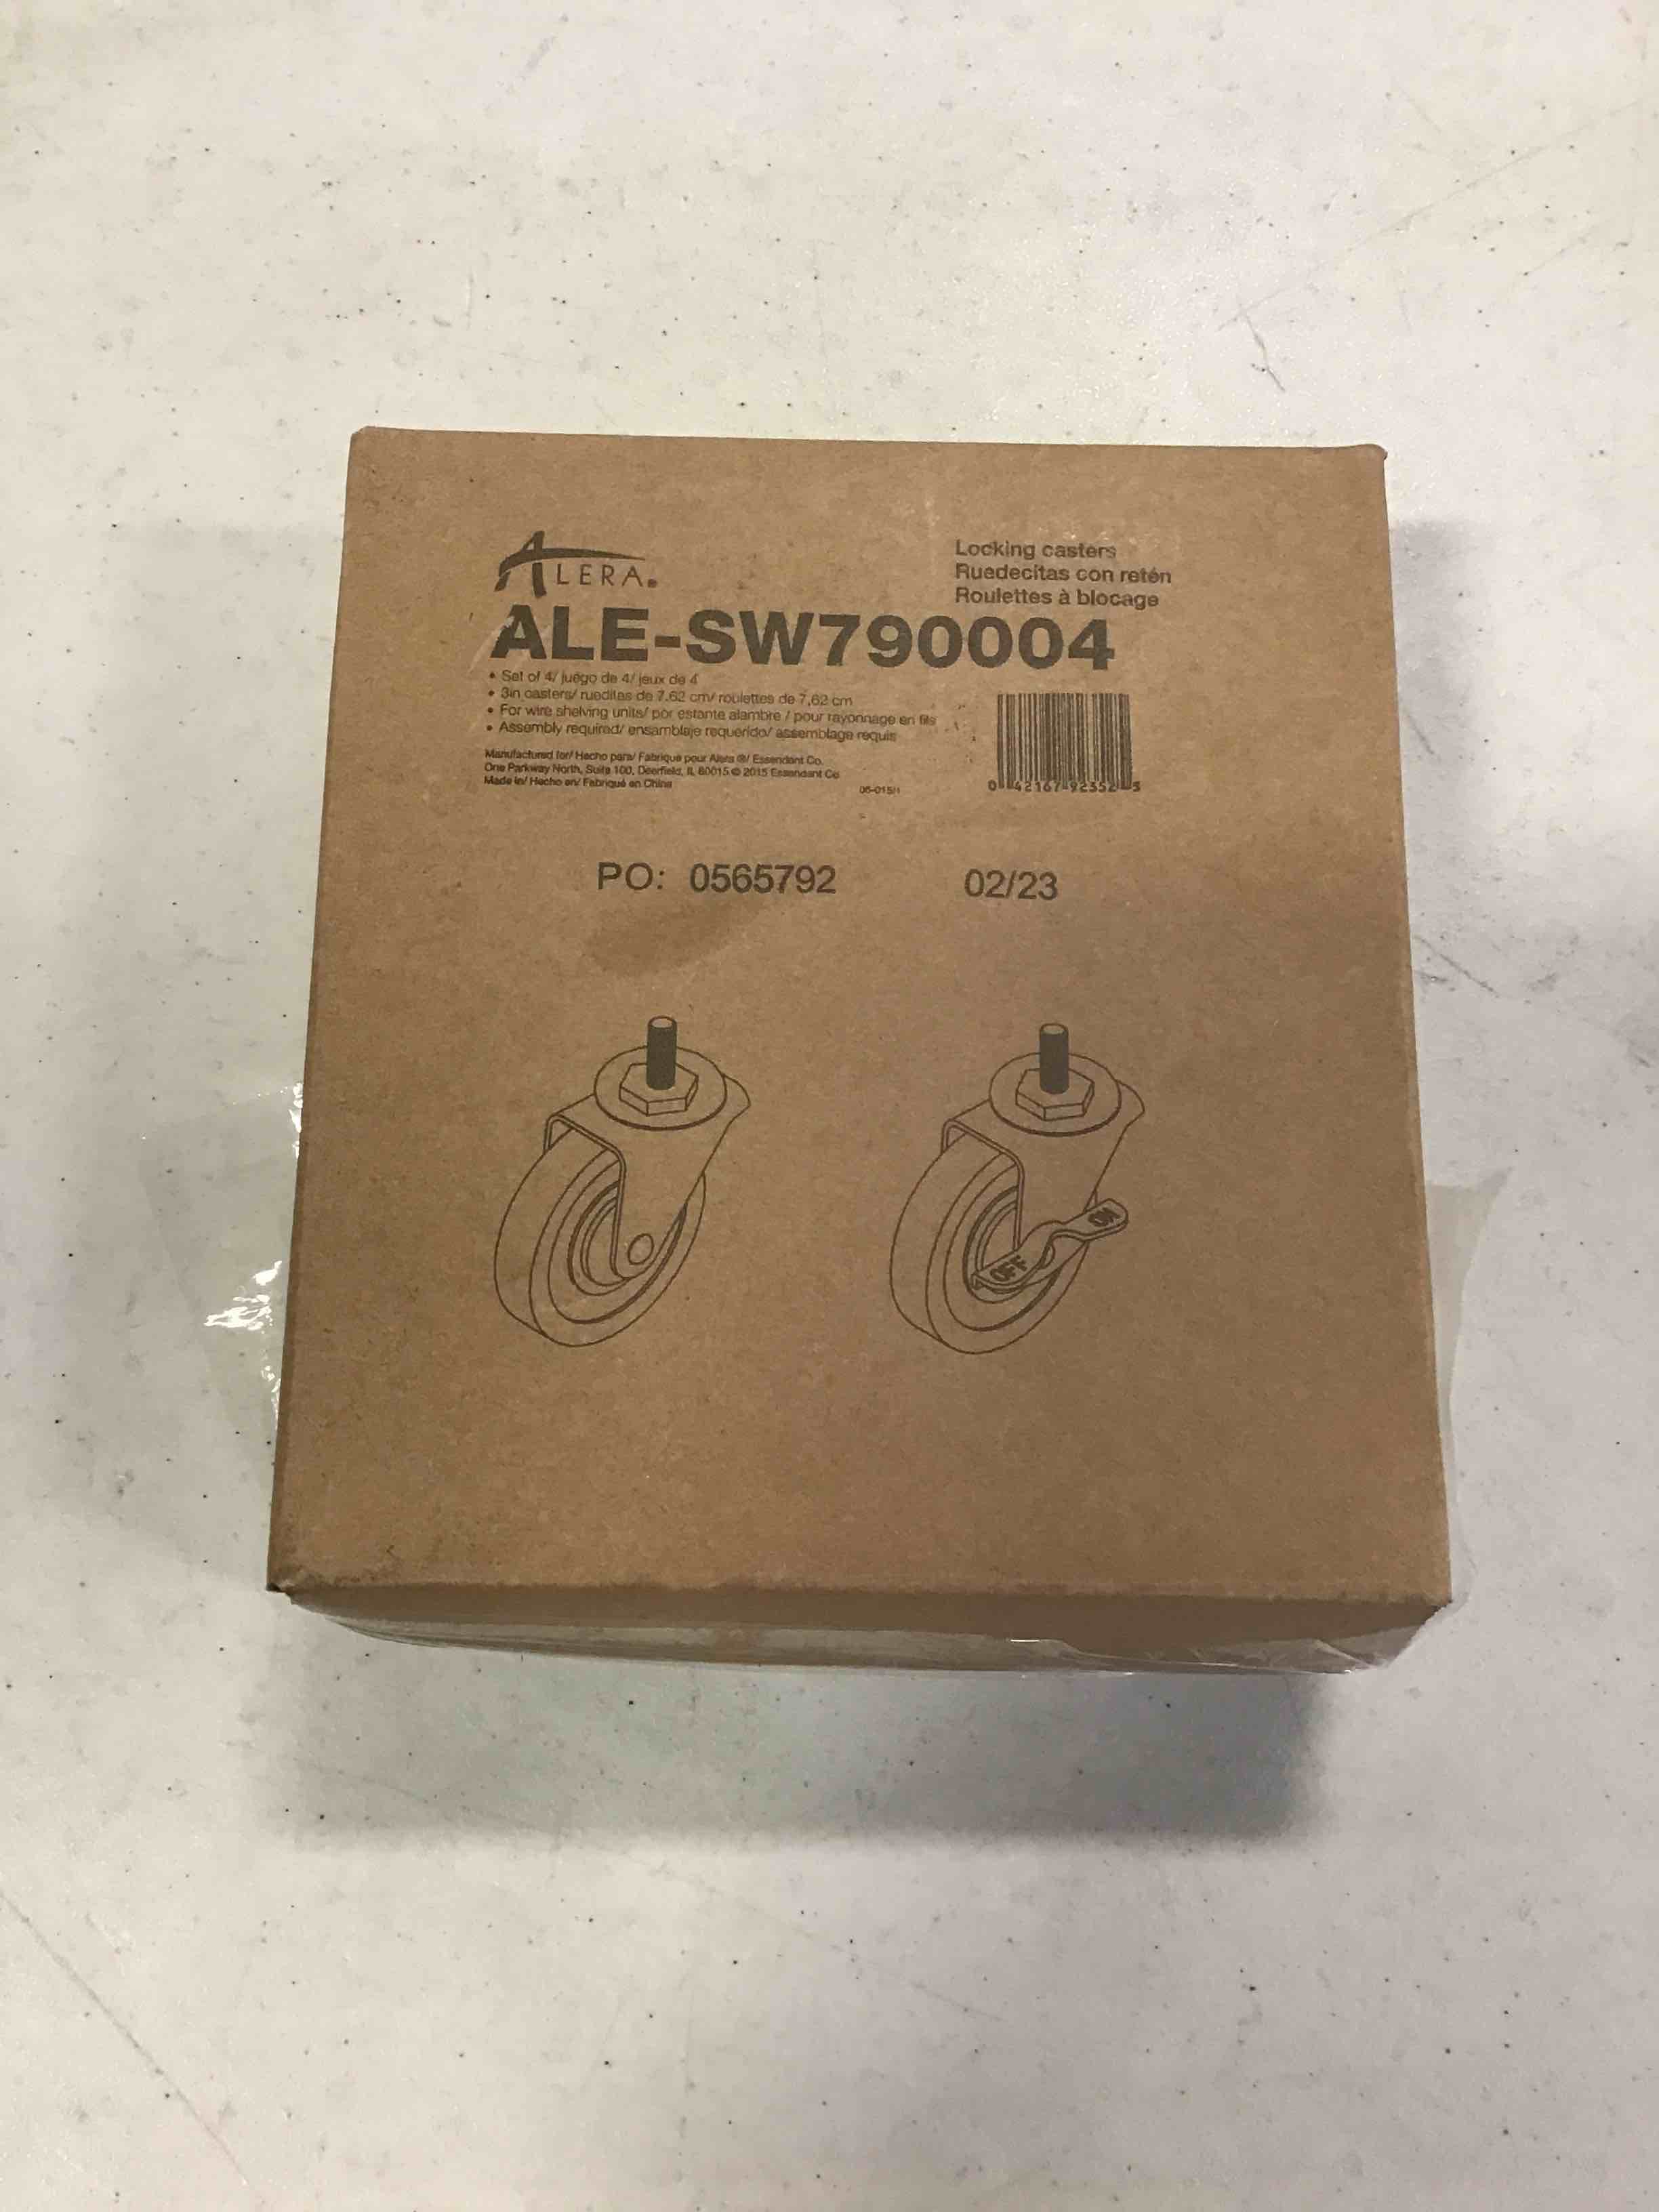 ALERA®
Locking casters
Ruedecitas con retén
Roulettes à blocage
ALE-SW790004
• Set of 4/ juego de 4/ jeux de 4
• 3in casters/ rueditas de 7.62 cm/ roulettes de 7,62 cm
• For wire shelving units/ por estante alambre / pour rayonnage en fils
• Assembly required/ ensamblaje requerido/ assemblage requis
Manufactured for/ Hecho para/ Fabriqué pour Alera ®/ Essendant Co.
One Parkway North, Suite 100, Deerfield, IL 60015 © 2015 Essendant Co.
Made in/ Hecho en/ Fabriqué en China
0 42167 92352 5
PO: 0565792 02/23
ON
OFF